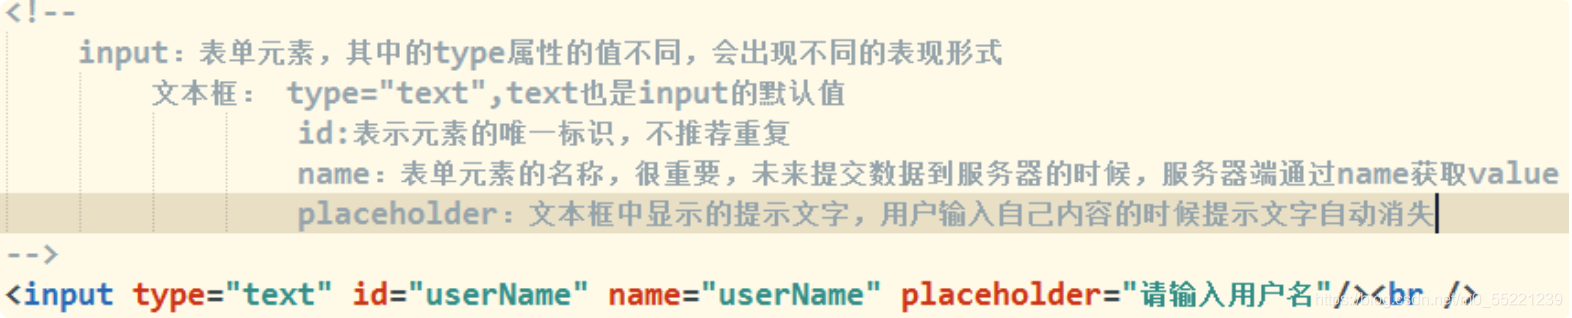 <!--
input：表单元素，其中的type属性的值不同，会出现不同的表现形式
文本框： type="text",text也是input的默认值
id:表示元素的唯一标识，不推荐重复
name：表单元素的名称，很重要，未来提交数据到服务器的时候，服务器端通过name获取value
placeholder：文本框中显示的提示文字，用户输入自己内容的时候提示文字自动消失
-->
<input type="text" id="userName" name="userName" placeholder="请输入用户名"/><br />